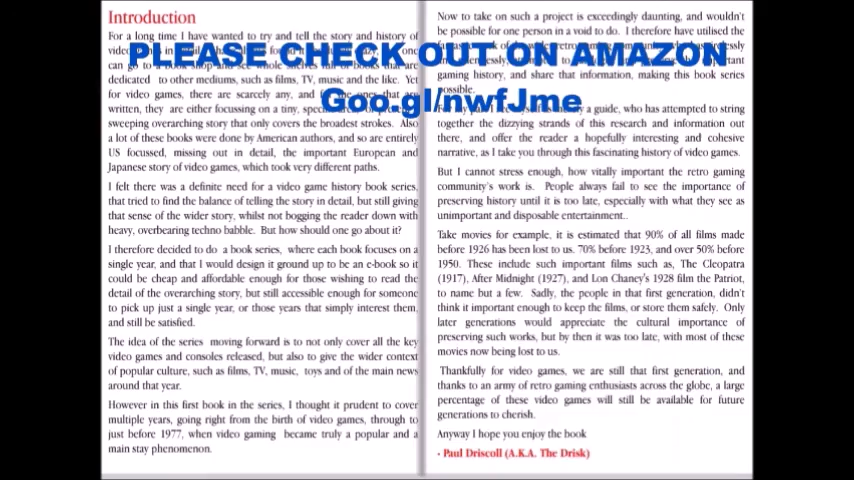 Introduction
For a long time I have wanted to try and tell the story and history of
video
can go to a book shop and see whole shelves full of books that are
dedicated to other mediums, such as films, TV, music and the like. Yet
for video games, there are scarcely any, and for the ones that are
written, they are either focussing on a tiny,
sweeping overarching story that only covers the broadest strokes. Also
a lot of these books were done by American authors, and so are entirely
US focussed, missing out in detail, the important European and
Japanese story of video games, which took very different paths.
I felt there was a definite need for a video game history book series,
that tried to find the balance of telling the story in detail, but still giving
that sense of the wider story, whilst not bogging the reader down with
heavy, overbearing techno babble. But how should one go about it?
I therefore decided to do a book series, where each book focuses on a
single year, and that I would design it ground up to be an e-book so it
could be cheap and affordable enough for those wishing to read the
detail of the overarching story, but still accessible enough for someone
to pick up just a single year, or those years that simply interest them,
and still be satisfied.
The idea of the series moving forward is to not only cover all the key
video games and consoles released, but also to give the wider context
of popular culture, such as films, TV, music, toys and of the main news
around that year.
However in this first book in the series, I thought it prudent to cover
multiple years, going right from the birth of video games, through to
just before 1977, when video gaming became truly a popular and a
main stay phenomenon.
PLEASE CHECK OUT ON AMAZON
Goo.gl/nwfJme
Now to take on such a project is exceedingly daunting, and wouldn't
be possible for one person in a void to do. I therefore have utilised the
gaming history, and share that information, making this book series
possible.
a guide, who has attempted to string
together the dizzying strands of this research and information out
there, and offer the reader a hopefully interesting and cohesive
narrative, as I take you through this fascinating history of video games.
But I cannot stress enough, how vitally important the retro gaming
community's work is. People always fail to see the importance of
preserving history until it is too late, especially with what they see as
unimportant and disposable entertainment..
Take movies for example, it is estimated that 90% of all films made
before 1926 has been lost to us. 70% before 1923, and over 50% before
1950. These include such important films such as, The Cleopatra
(1917), After Midnight (1927), and Lon Chaney's 1928 film the Patriot,
to name but a few. Sadly, the people in that first generation, didn't
think it important enough to keep the films, or store them safely. Only
later generations would appreciate the cultural importance of
preserving such works, but by then it was too late, with most of these
movies now being lost to us.
Thankfully for video games, we are still that first generation, and
thanks to an army of retro gaming enthusiasts across the globe, a large
percentage of these video games will still be available for future
generations to cherish.
Anyway I hope you enjoy the book
- Paul Driscoll (A.K.A. The Drisk)